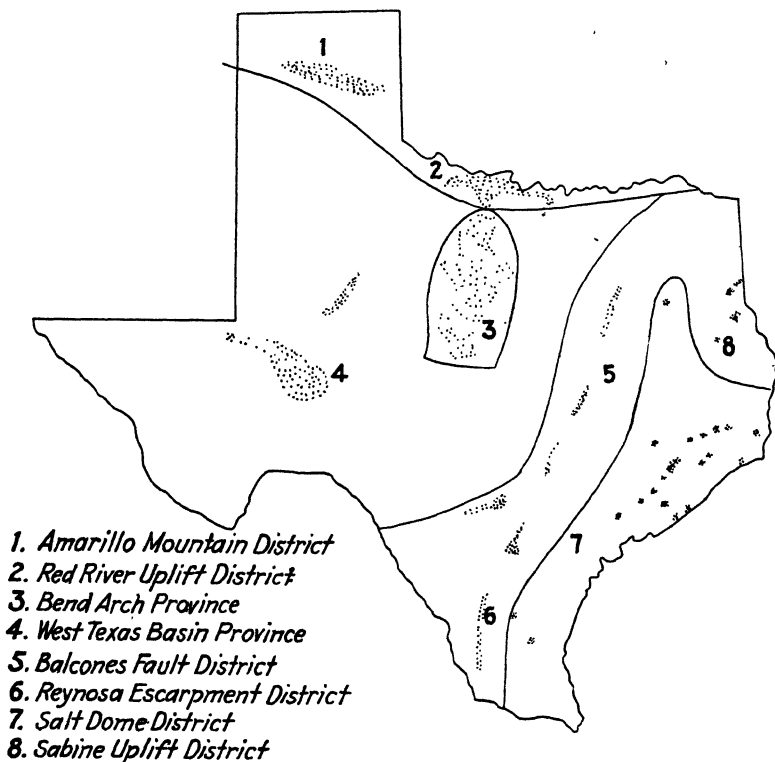 1
2
3
4
5
8
7
6
1. Amarillo Mountain District
2. Red River Uplift District
3. Bend Arch Province
4. West Texas Basin Province
5. Balcones Fault District
6. Reynosa Escarpment District
7. Salt Dome District
8. Sabine Uplift District